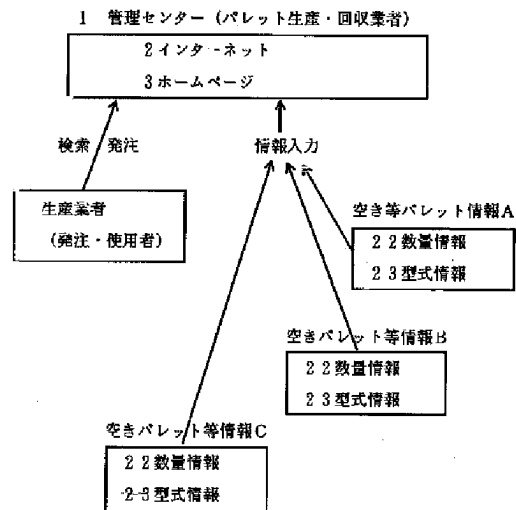 1 管理センター（パレット生産・回収業者）
2インターネット
3ホームページ
検索 発注
情報入力
生産業者
（発注・使用者）
空き等パレット情報A
22数量情報
23型式情報
空きパレット等情報B
22数量情報
23型式情報
空きパレット等情報C
22数量情報
23型式情報